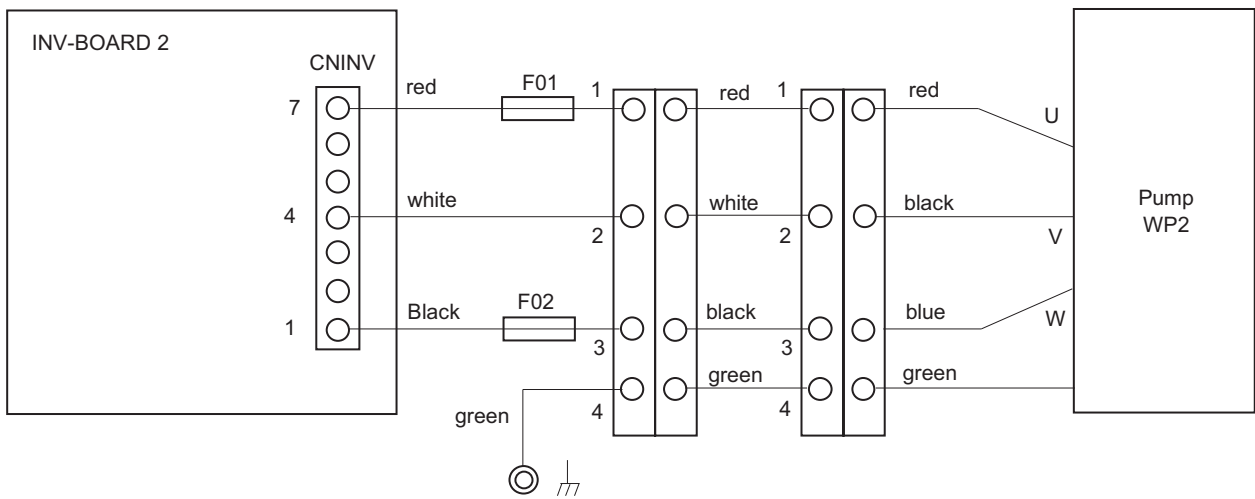 INV-BOARD 2
CNINV
7 red F01 1 red 1 red U
4 white 2 white 2 black V
1 Black F02 3 black 3 blue W
green 4 green 4 green
Pump
WP2